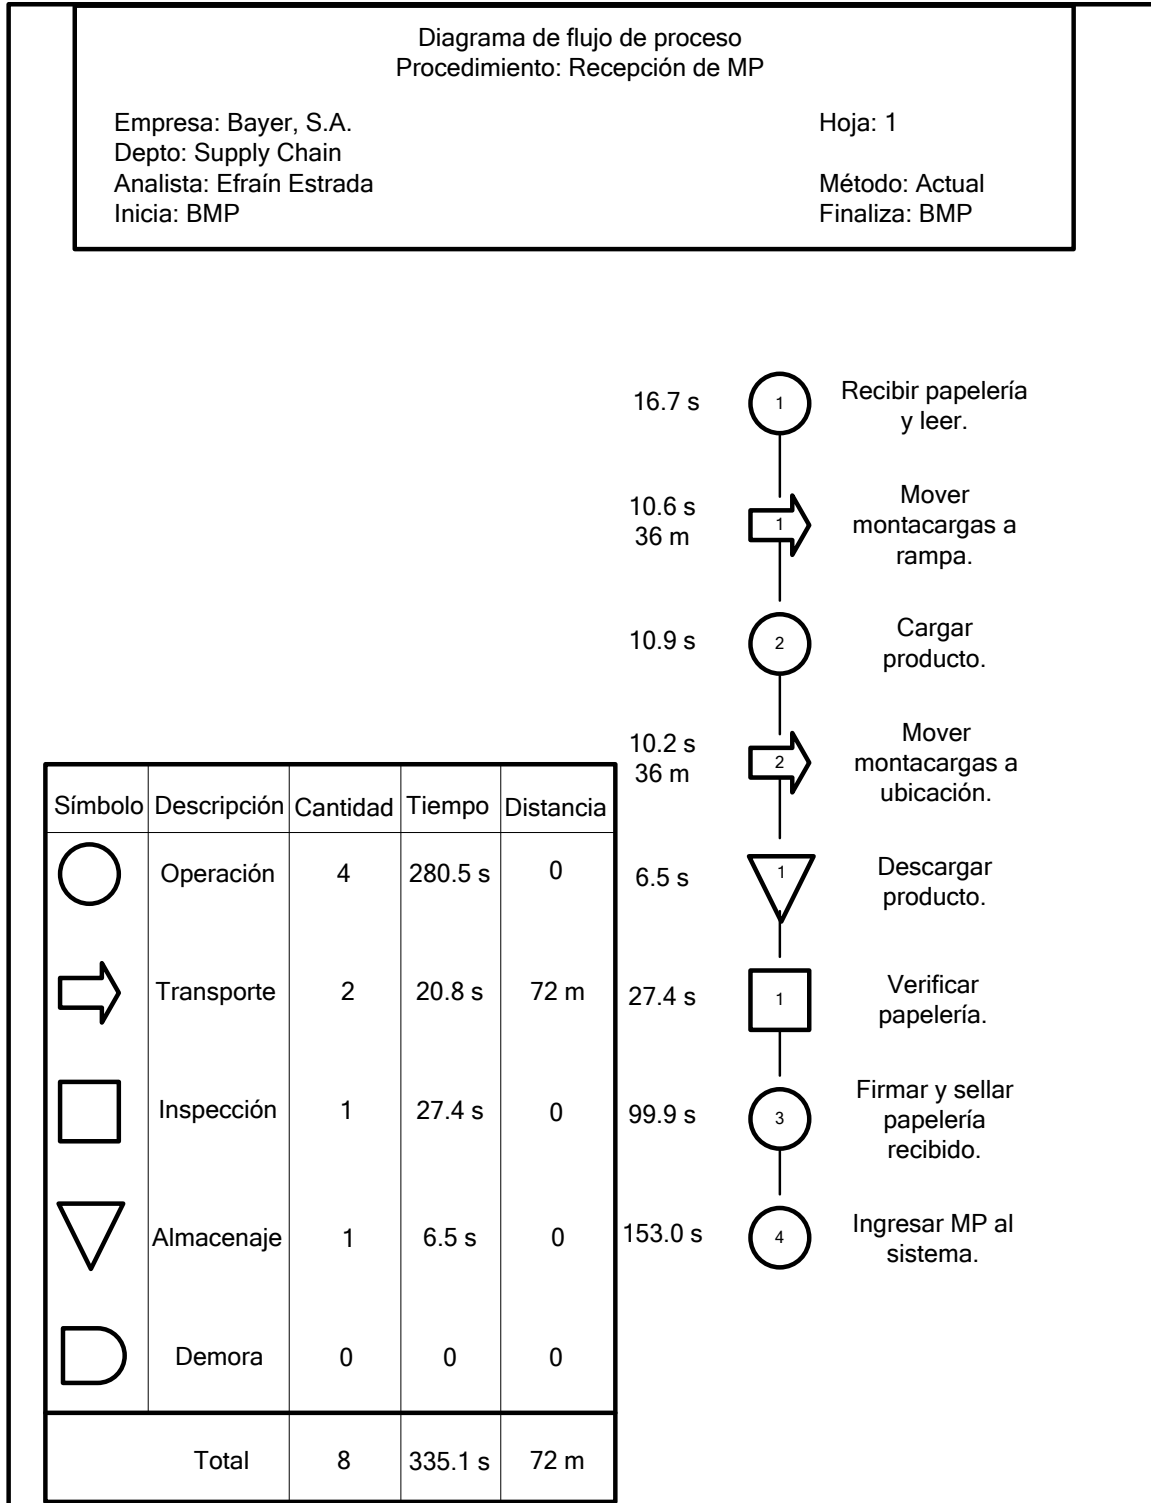 Diagrama de flujo de proceso
Procedimiento: Recepción de MP
Empresa: Bayer, S.A.
Hoja: 1
Depto: Supply Chain
Analista: Efraín Estrada
Método: Actual
Inicia: BMP
Finaliza: BMP
16.7 s
1
Recibir papelería
y leer.
10.6 s
36 m
1
Mover
montacargas a
rampa.
10.9 s
2
Cargar
producto.
10.2 s
36 m
2
Mover
montacargas a
ubicación.
6.5 s
1
Descargar
producto.
27.4 s
1
Verificar
papelería.
99.9 s
3
Firmar y sellar
papelería
recibido.
153.0 s
4
Ingresar MP al
sistema.
Símbolo Descripción Cantidad Tiempo Distancia
Operación 4 280.5 s 0
Transporte 2 20.8 s 72 m
Inspección 1 27.4 s 0
Almacenaje 1 6.5 s 0
Demora 0 0 0
Total 8 335.1 s 72 m